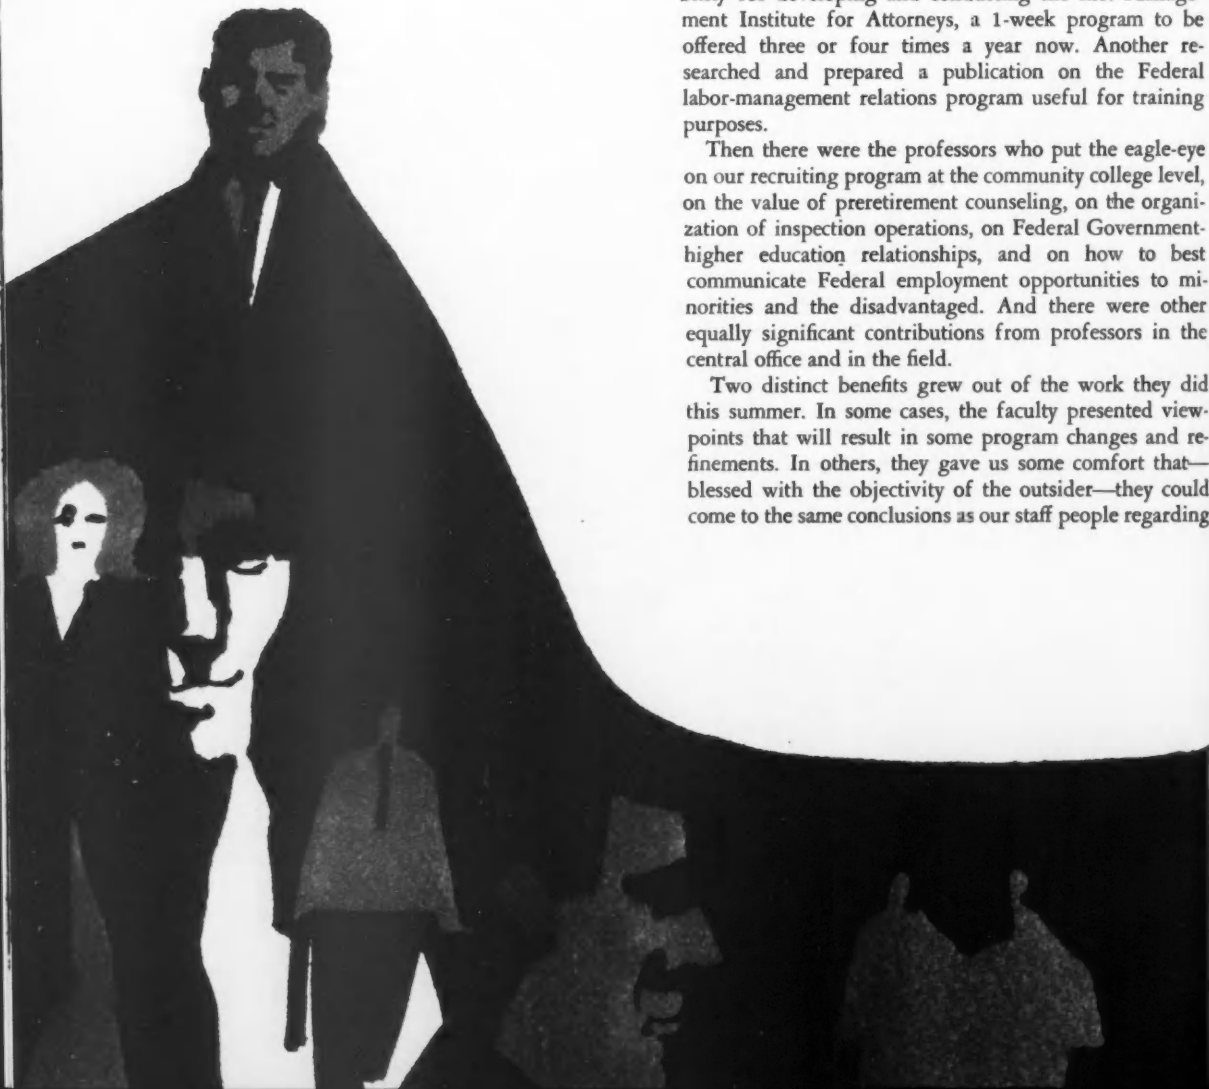 ment Institute for Attorneys, a 1-week program to be
offered three or four times a year now. Another re-
searched and prepared a publication on the Federal
labor-management relations program useful for training
purposes.
Then there were the professors who put the eagle-eye
on our recruiting program at the community college level,
on the value of preretirement counseling, on the organi-
zation of inspection operations, on Federal Government-
higher education relationships, and on how to best
communicate Federal employment opportunities to mi-
norities and the disadvantaged. And there were other
equally significant contributions from professors in the
central office and in the field.
Two distinct benefits grew out of the work they did
this summer. In some cases, the faculty presented view-
points that will result in some program changes and re-
finements. In others, they gave us some comfort that—
blessed with the objectivity of the outsider—they could
come to the same conclusions as our staff people regarding